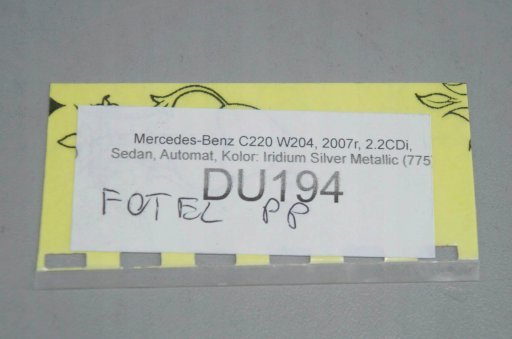 Mercedes-Benz C220 W204, 2007r, 2.2CDi,
Sedan, Automat, Kolor: Iridium Silver Metallic (775
DU194
FOTEL PP